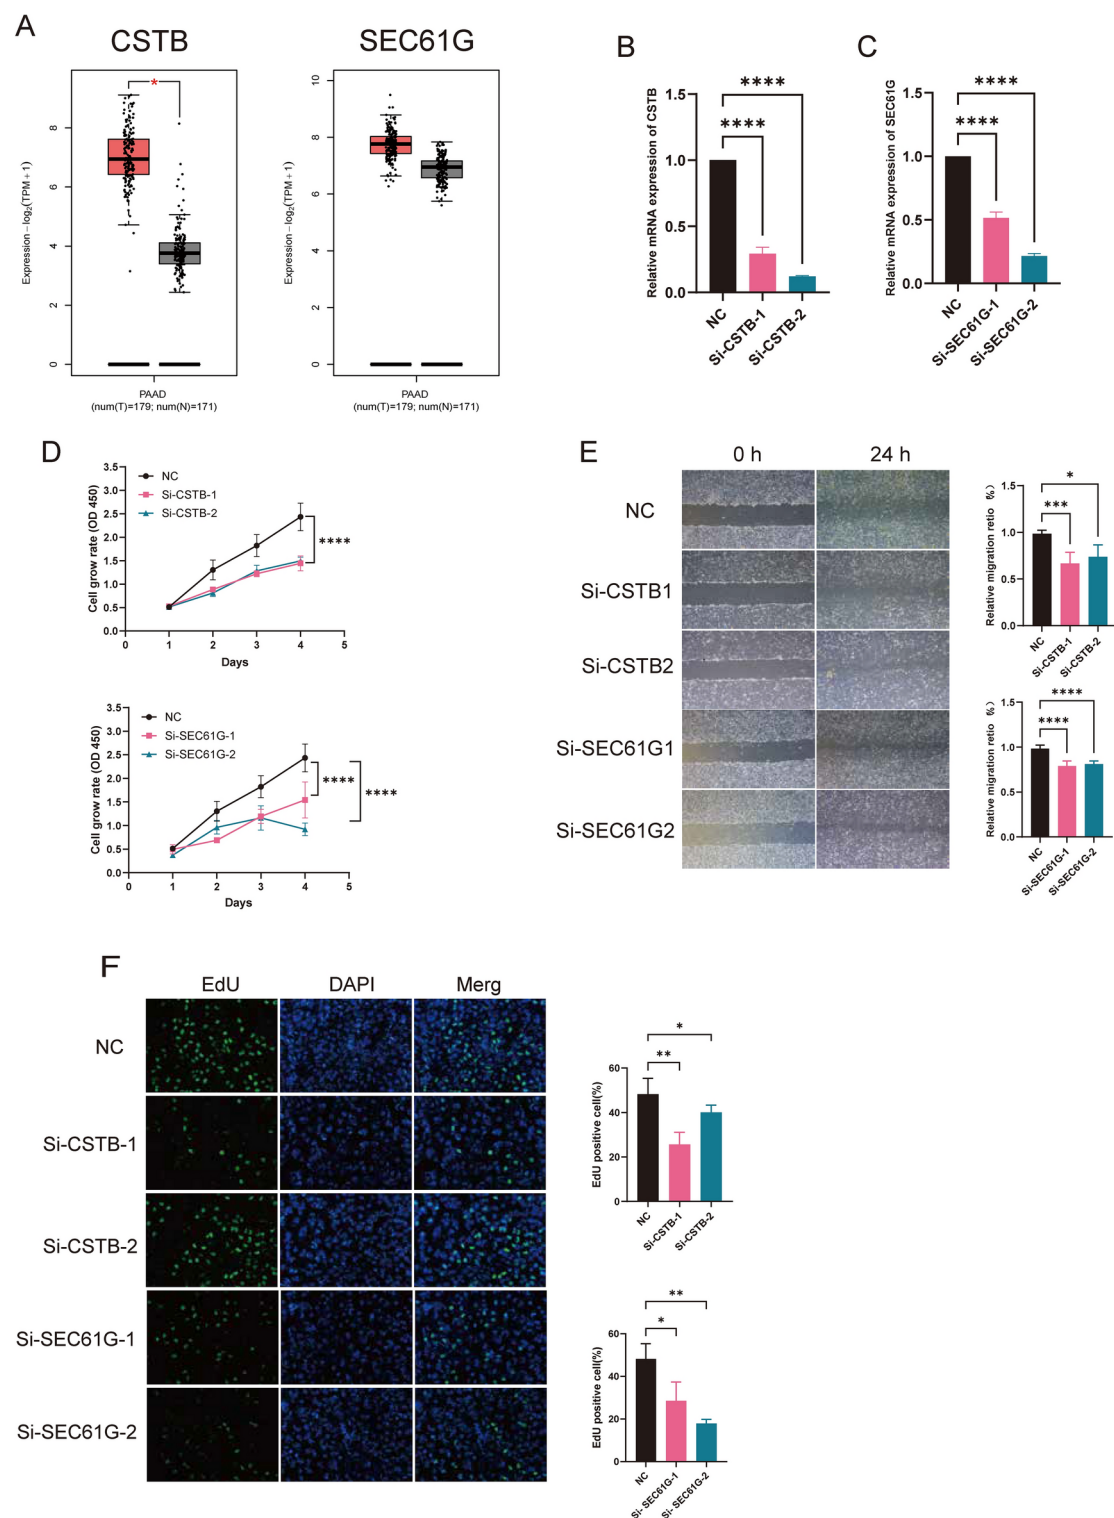 A
CSTB
SEC61G
*
Expression − log2(TPM + 1)
8
6
4
2
0
PAAD
(num(T)=179; num(N)=171)
Expression − log2(TPM + 1)
10
8
6
4
2
0
PAAD
(num(T)=179; num(N)=171)
B
Relative mRNA expression of CSTB
1.5
1.0
0.5
0.0
****
****
NC
Si-CSTB-1
Si-CSTB-2
C
Relative mRNA expression of SEC61G
1.5
1.0
0.5
0.0
****
****
NC
Si-SEC61G-1
Si-SEC61G-2
D
Cell grow rate (OD 450)
3.5
3.0
2.5
2.0
1.5
1.0
0.5
0.0
NC
Si-CSTB-1
Si-CSTB-2
****
0 1 2 3 4 5
Days
Cell grow rate (OD 450)
3.5
3.0
2.5
2.0
1.5
1.0
0.5
0.0
NC
Si-SEC61G-1
Si-SEC61G-2
****
****
0 1 2 3 4 5
Days
E
0 h 24 h
NC
Si-CSTB1
Si-CSTB2
Si-SEC61G1
Si-SEC61G2
Relative migration retio %)
1.5
1.0
0.5
0.0
*
***
NC
Si-CSTB-1
Si-CSTB-2
Relative migration retio %)
1.5
1.0
0.5
0.0
****
****
NC
Si-SEC61G-1
Si-SEC61G-2
F
EdU DAPI Merg
NC
Si-CSTB-1
Si-CSTB-2
Si-SEC61G-1
Si-SEC61G-2
EdU positive cell(%)
60
40
20
0
*
**
NC
Si-CSTB-1
Si-CSTB-2
EdU positive cell(%)
60
40
20
0
**
*
NC
Si- SEC61G-1
Si- SEC61G-2